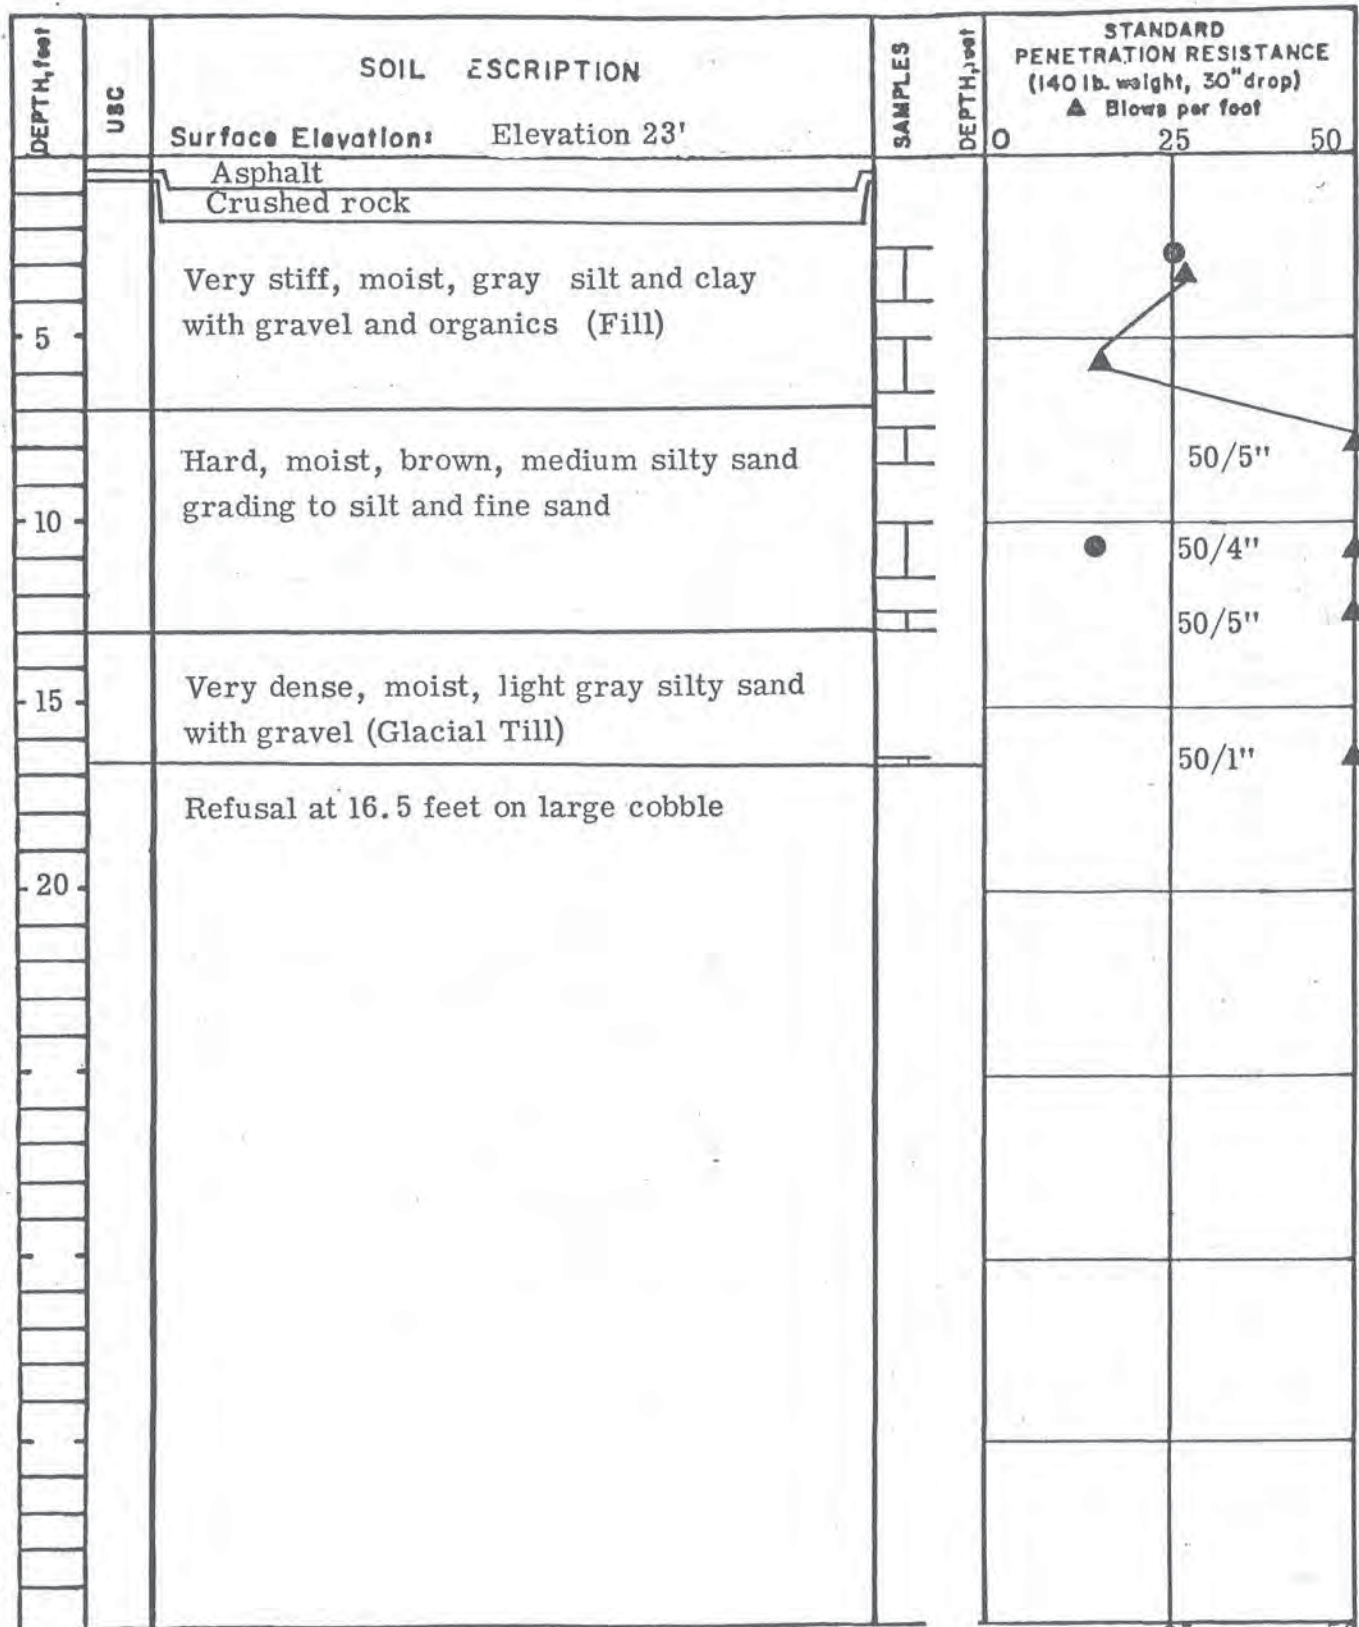 DEPTH, feet
USC
SOIL ESCRIPTION
Surface Elevation: Elevation 23'
SAMPLES
DEPTH, feet
STANDARD
PENETRATION RESISTANCE
(140 lb. weight, 30" drop)
▲ Blows per foot
0 25 50
Asphalt
Crushed rock
Very stiff, moist, gray silt and clay
with gravel and organics (Fill)
5
Hard, moist, brown, medium silty sand
grading to silt and fine sand
50/5"
10
50/4"
50/5"
Very dense, moist, light gray silty sand
with gravel (Glacial Till)
15
50/1"
Refusal at 16.5 feet on large cobble
20